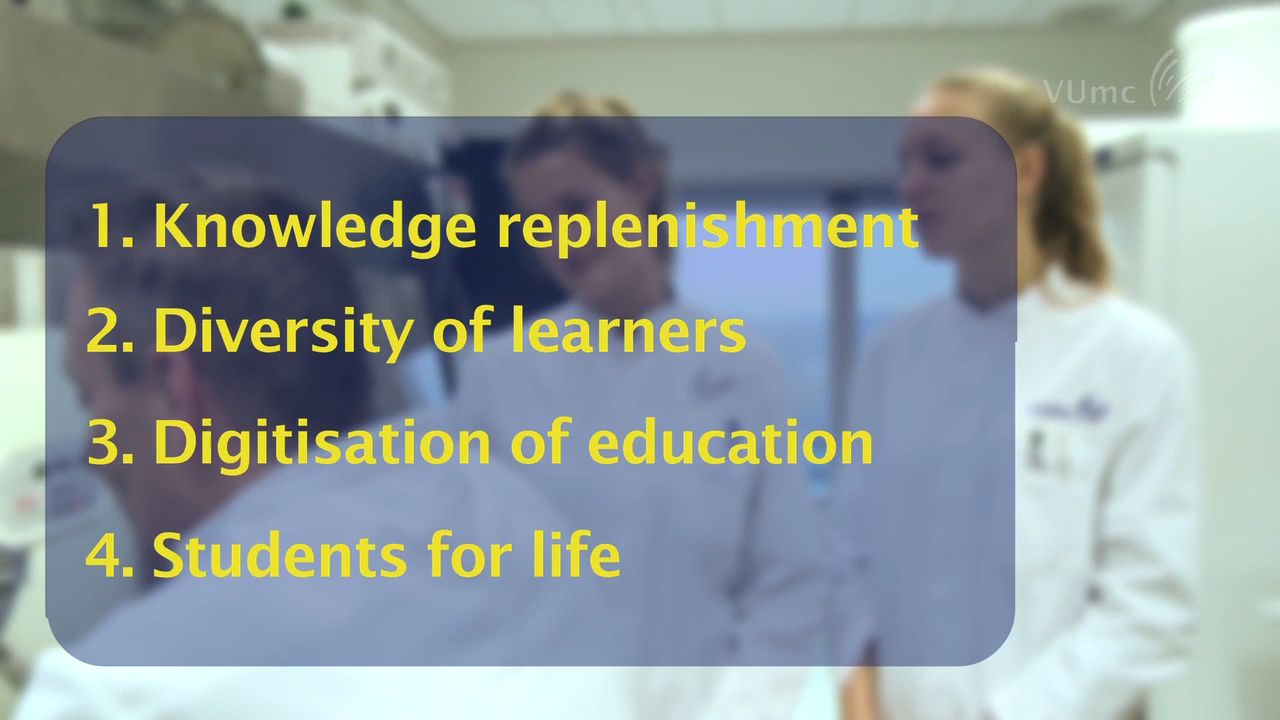 VUmc
1. Knowledge replenishment
2. Diversity of learners
3. Digitisation of education
4. Students for life